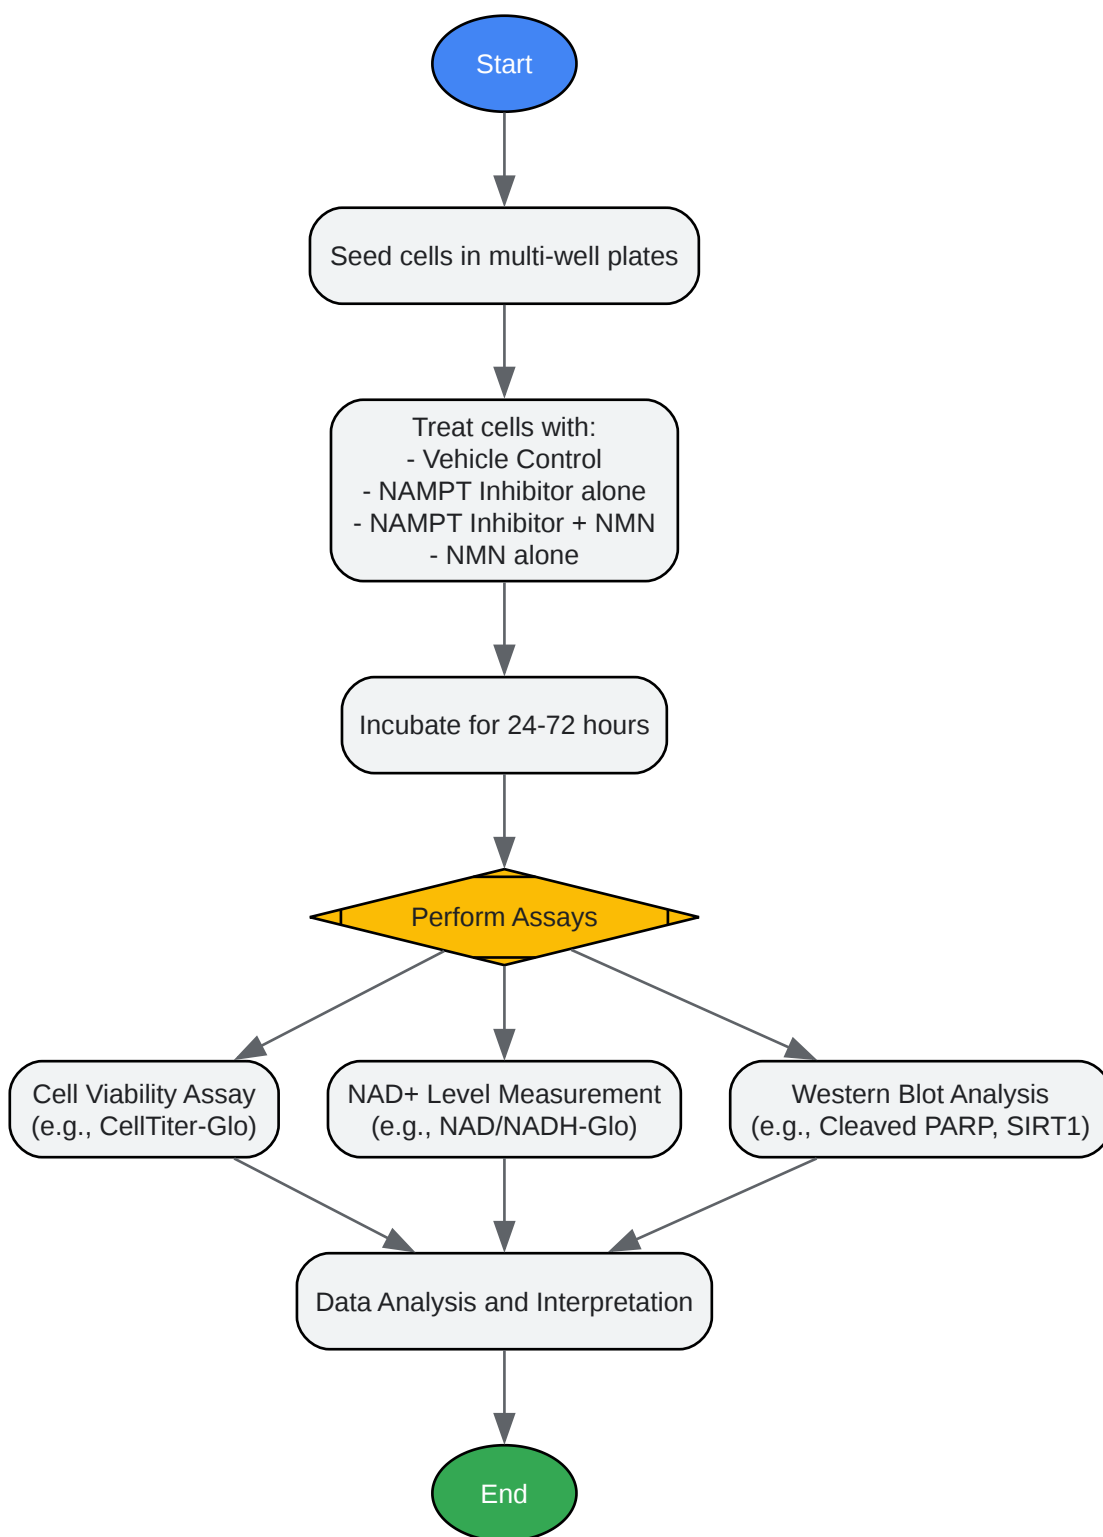 Start
Seed cells in multi-well plates
Treat cells with:
- Vehicle Control
- NAMPT Inhibitor alone
- NAMPT Inhibitor + NMN
- NMN alone
Incubate for 24-72 hours
Perform Assays
Cell Viability Assay
(e.g., CellTiter-Glo)
NAD+ Level Measurement
(e.g., NAD/NADH-Glo)
Western Blot Analysis
(e.g., Cleaved PARP, SIRT1)
Data Analysis and Interpretation
End